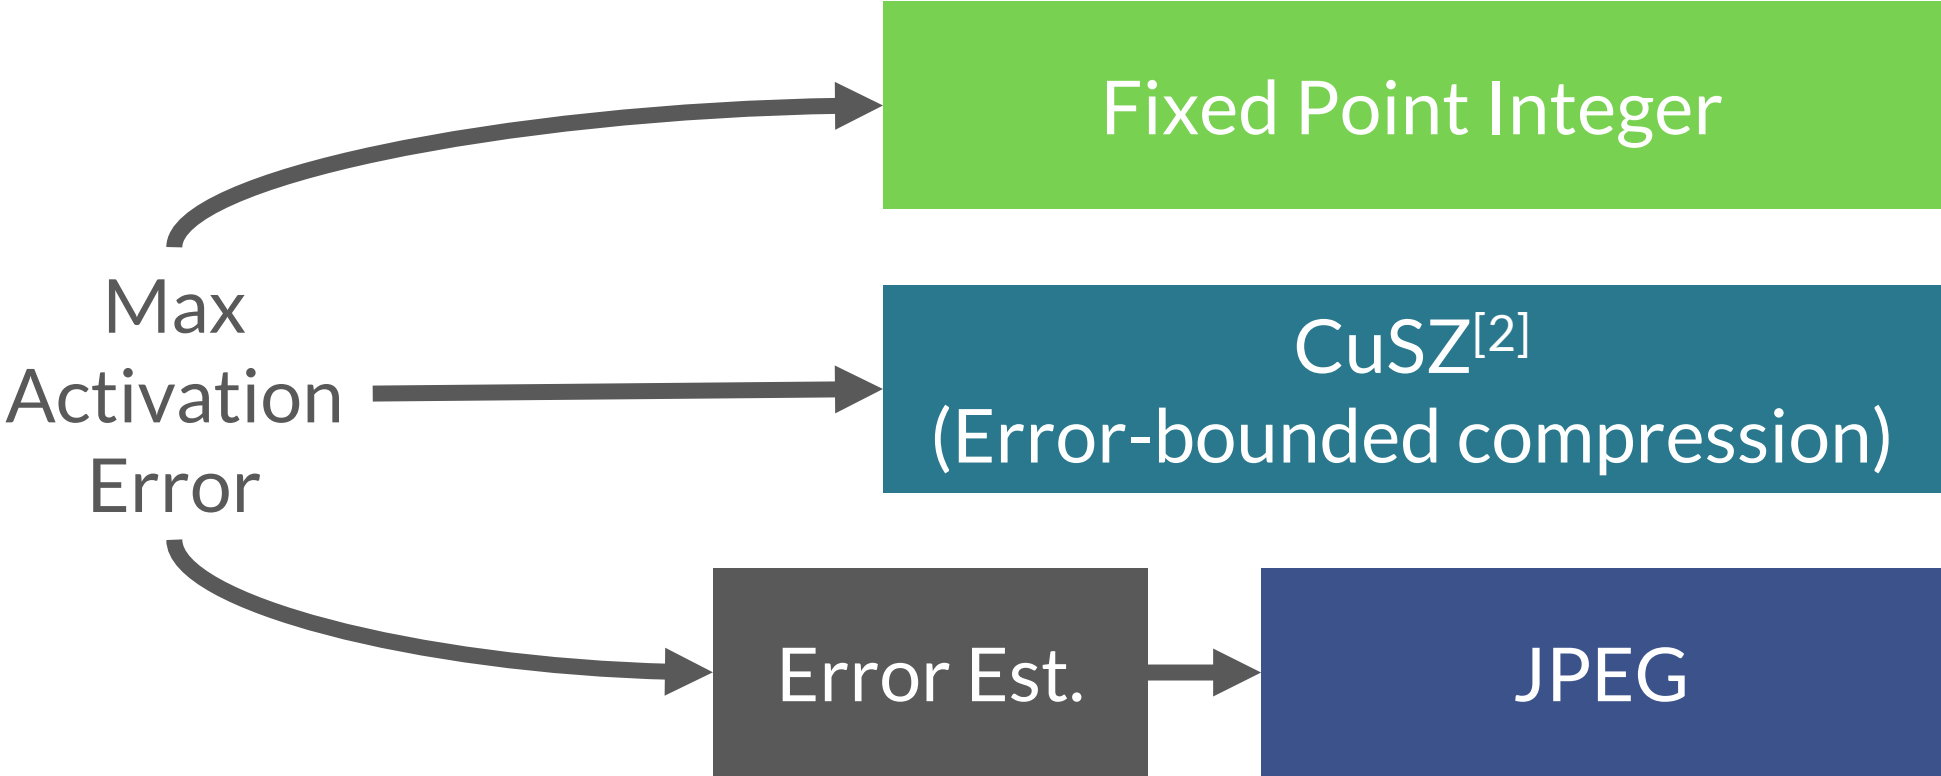 Fixed Point Integer
Max
Activation
Error
CuSZ[2]
(Error-bounded compression)
Error Est.
JPEG